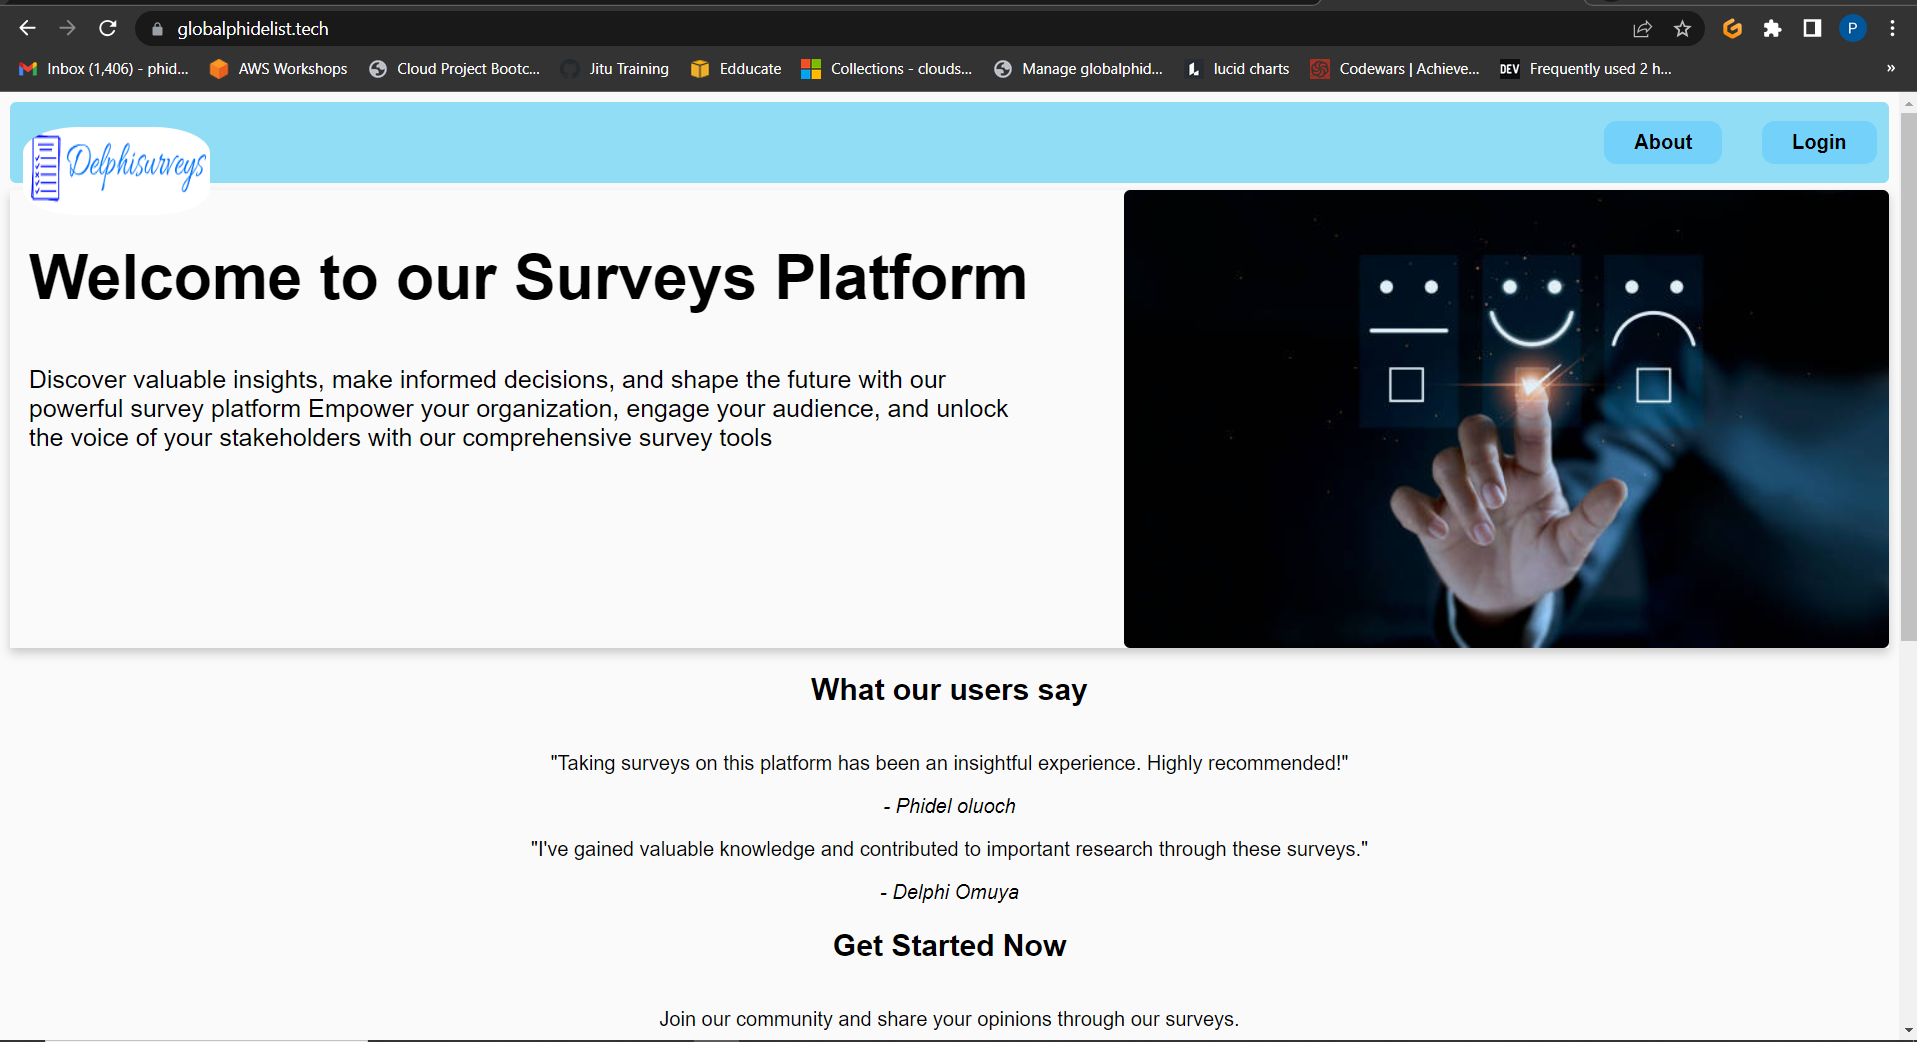 globalphidelist.tech
P
Inbox (1,406) - phid...
AWS Workshops
Cloud Project Bootc...
Jitu Training
Edducate
Collections - clouds...
Manage globalphid...
lucid charts
Codewars | Achieve...
DEV
Frequently used 2 h...
»
Delphisurveys
About
Login
Welcome to our Surveys Platform
Discover valuable insights, make informed decisions, and shape the future with our
powerful survey platform Empower your organization, engage your audience, and unlock
the voice of your stakeholders with our comprehensive survey tools
What our users say
"Taking surveys on this platform has been an insightful experience. Highly recommended!"
- Phidel oluoch
"I've gained valuable knowledge and contributed to important research through these surveys."
- Delphi Omuya
Get Started Now
Join our community and share your opinions through our surveys.